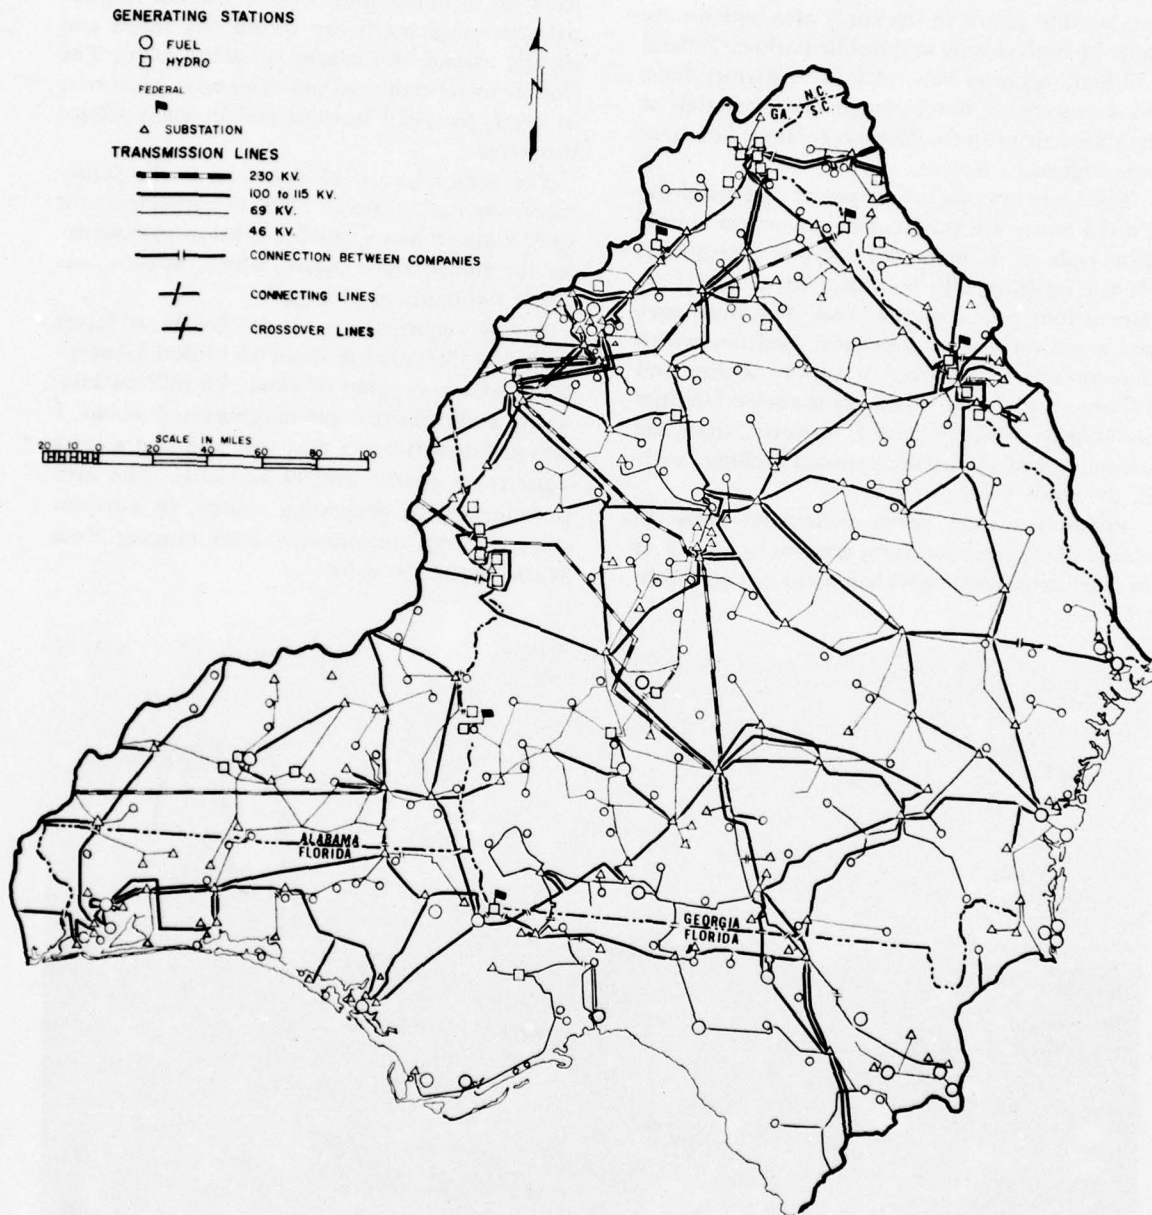 GENERATING STATIONS
FUEL
HYDRO
FEDERAL
SUBSTATION
TRANSMISSION LINES
230 KV.
100 to 115 KV.
69 KV.
46 KV.
CONNECTION BETWEEN COMPANIES
CONNECTING LINES
CROSSOVER LINES
SCALE IN MILES
20 10 0 20 40 60 80 100
N.C.
GA. S.C.
ALABAMA
FLORIDA
GEORGIA
FLORIDA